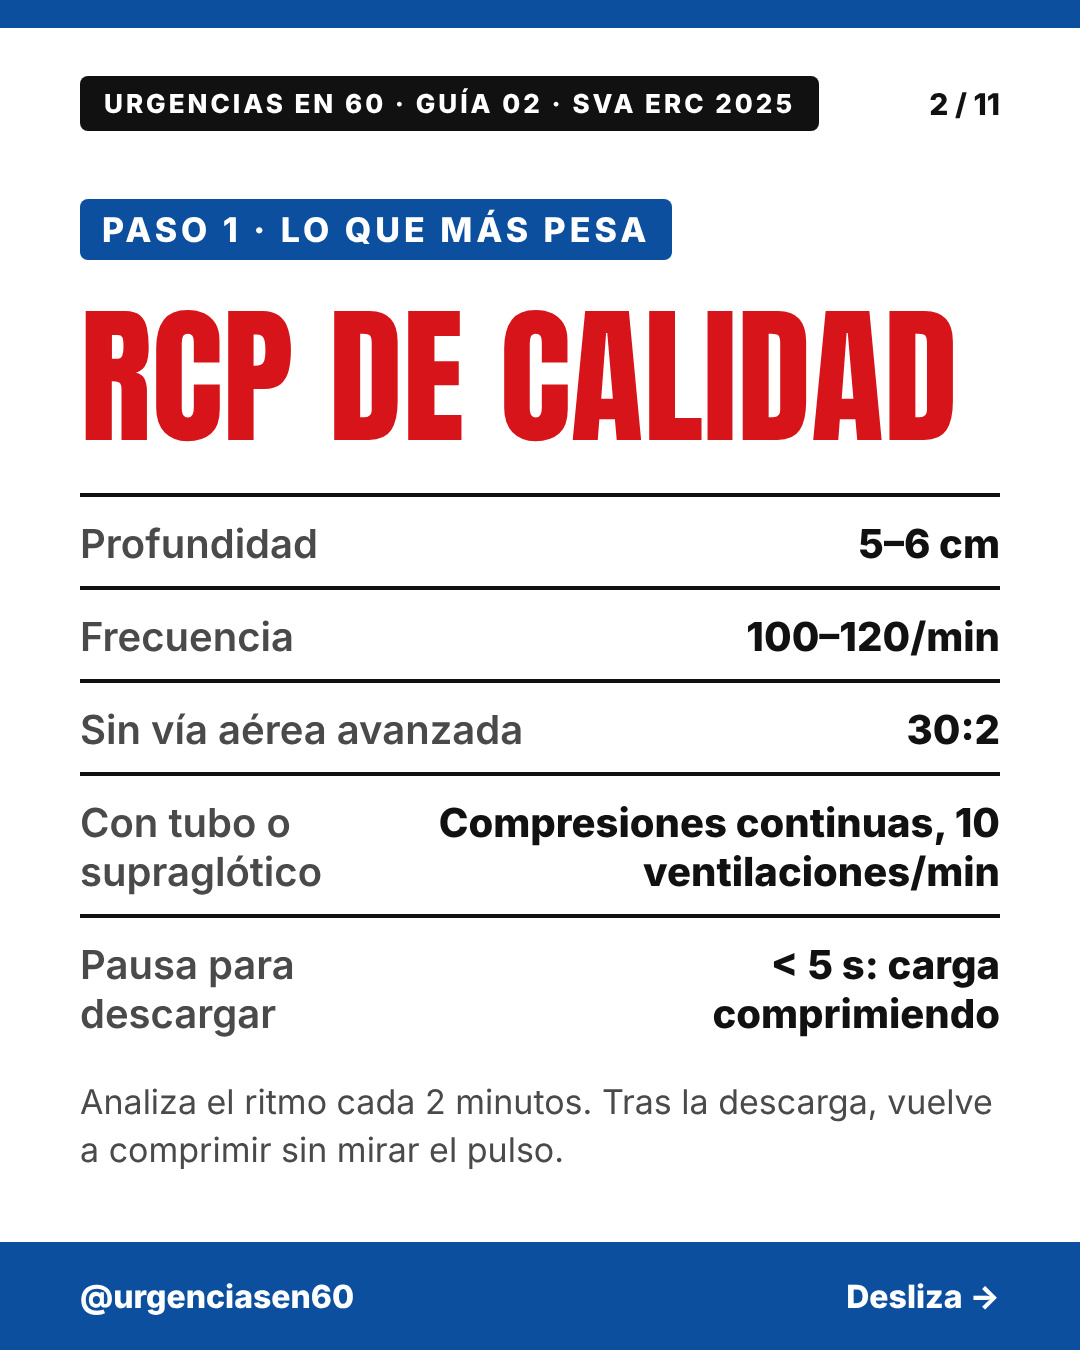 URGENCIAS EN 60 · GUÍA 02 · SVA ERC 2025
2 / 11
PASO 1 · LO QUE MÁS PESA
RCP DE CALIDAD
Profundidad 5–6 cm
Frecuencia 100–120/min
Sin vía aérea avanzada 30:2
Con tubo o Compresiones continuas, 10
supraglótico ventilaciones/min
Pausa para < 5 s: carga
descargar comprimiendo
Analiza el ritmo cada 2 minutos. Tras la descarga, vuelve
a comprimir sin mirar el pulso.
@urgenciasen60 Desliza →